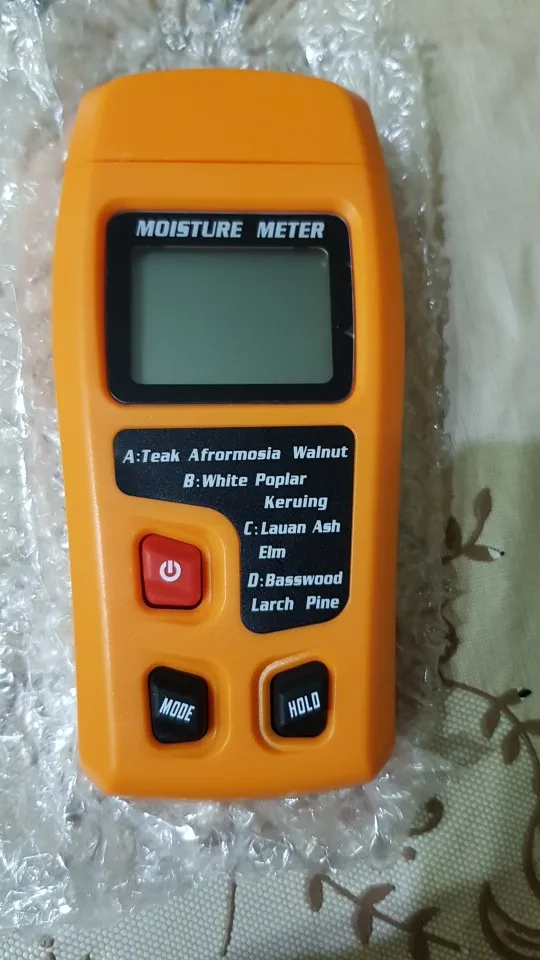 MOISTURE METER
A:Teak Afrormosia Walnut
B:White Poplar
Keruing
C:Lauan Ash
Elm
D:Basswood
Larch Pine
MODE
HOLD